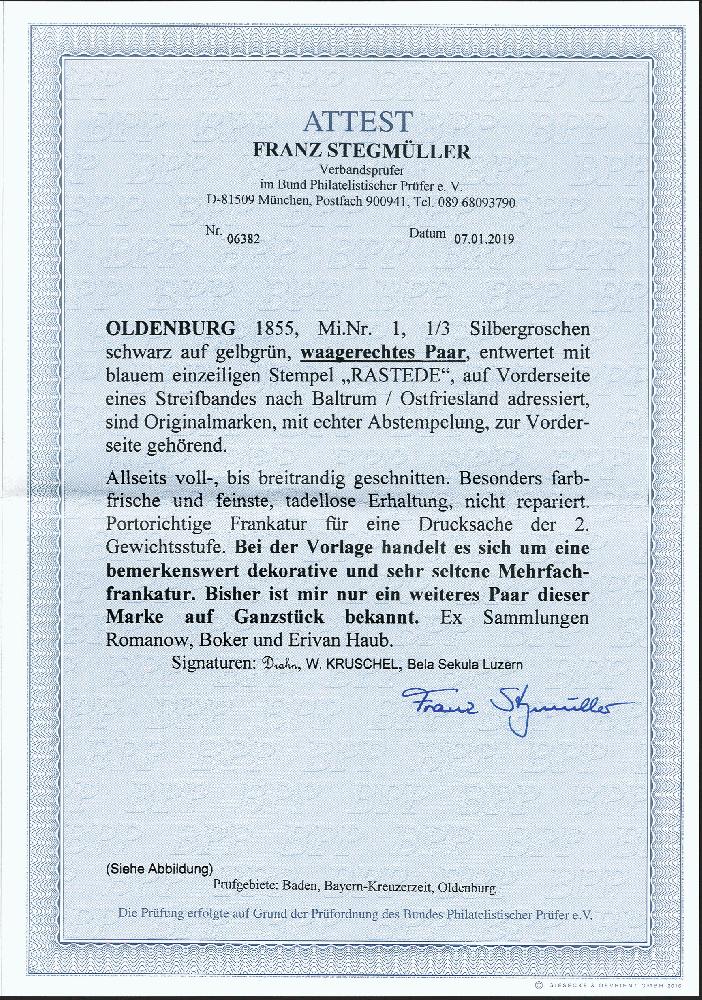 ATTEST
FRANZ STEGMÜLLER
Verbandsprüfer
im Bund Philatelistischer Prüfer e. V.
D-81509 München, Postfach 900941, Tel. 089 68093790
Nr. 06382 Datum 07.01.2019
OLDENBURG 1855, Mi.Nr. 1, 1/3 Silbergroschen
schwarz auf gelbgrün, waagerechtes Paar, entwertet mit
blauem einzeiligen Stempel „RASTEDE“, auf Vorderseite
eines Streifbandes nach Baltrum / Ostfriesland adressiert,
sind Originalmarken, mit echter Abstempelung, zur Vorder-
seite gehörend.
Allseits voll-, bis breitrandig geschnitten. Besonders farb-
frische und feinste, tadellose Erhaltung, nicht repariert.
Portorichtige Frankatur für eine Drucksache der 2.
Gewichtsstufe. Bei der Vorlage handelt es sich um eine
bemerkenswert dekorative und sehr seltene Mehrfach-
frankatur. Bisher ist mir nur ein weiteres Paar dieser
Marke auf Ganzstück bekannt. Ex Sammlungen
Romanow, Boker und Erivan Haub.
Signaturen: Drahn, W. KRUSCHEL, Bela Sekula Luzern
Franz Stegmüller
(Siehe Abbildung)
Prüfgebiete: Baden, Bayern-Kreuzerzeit, Oldenburg
Die Prüfung erfolgte auf Grund der Prüfordnung des Bundes Philatelistischer Prüfer e.V.
© GIESECKE & DEVRIENT GMBH 2010